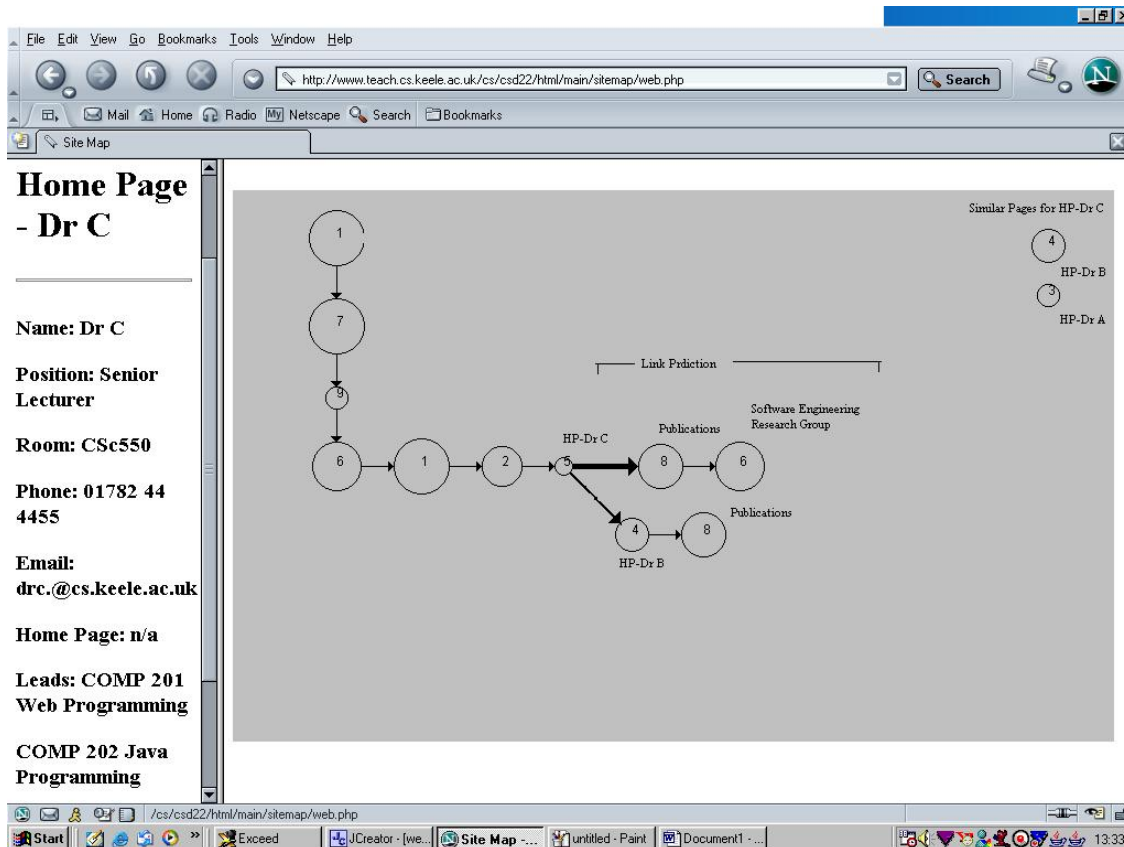 File Edit View Go Bookmarks Tools Window Help
http://www.teach.cs.keele.ac.uk/cs/csd22/html/main/sitemap/web.php
Search
N
Mail Home Radio My Netscape Search Bookmarks
Site Map
Home Page
- Dr C
Name: Dr C
Position: Senior
Lecturer
Room: CSc550
Phone: 01782 44
4455
Email:
drc.@cs.keele.ac.uk
Home Page: n/a
Leads: COMP 201
Web Programming
COMP 202 Java
Programming
Similar Pages for HP-Dr C
4
HP-Dr B
3
HP-Dr A
1
7
9
Link Prdiction
Software Engineering
Research Group
Publications
HP-Dr C
6 1 2 5 8 6
4 8
Publications
HP-Dr B
/cs/csd22/html/main/sitemap/web.php
Start
Exceed
JCreator - [we...
Site Map -...
untitled - Paint
Document1 - ...
13:33